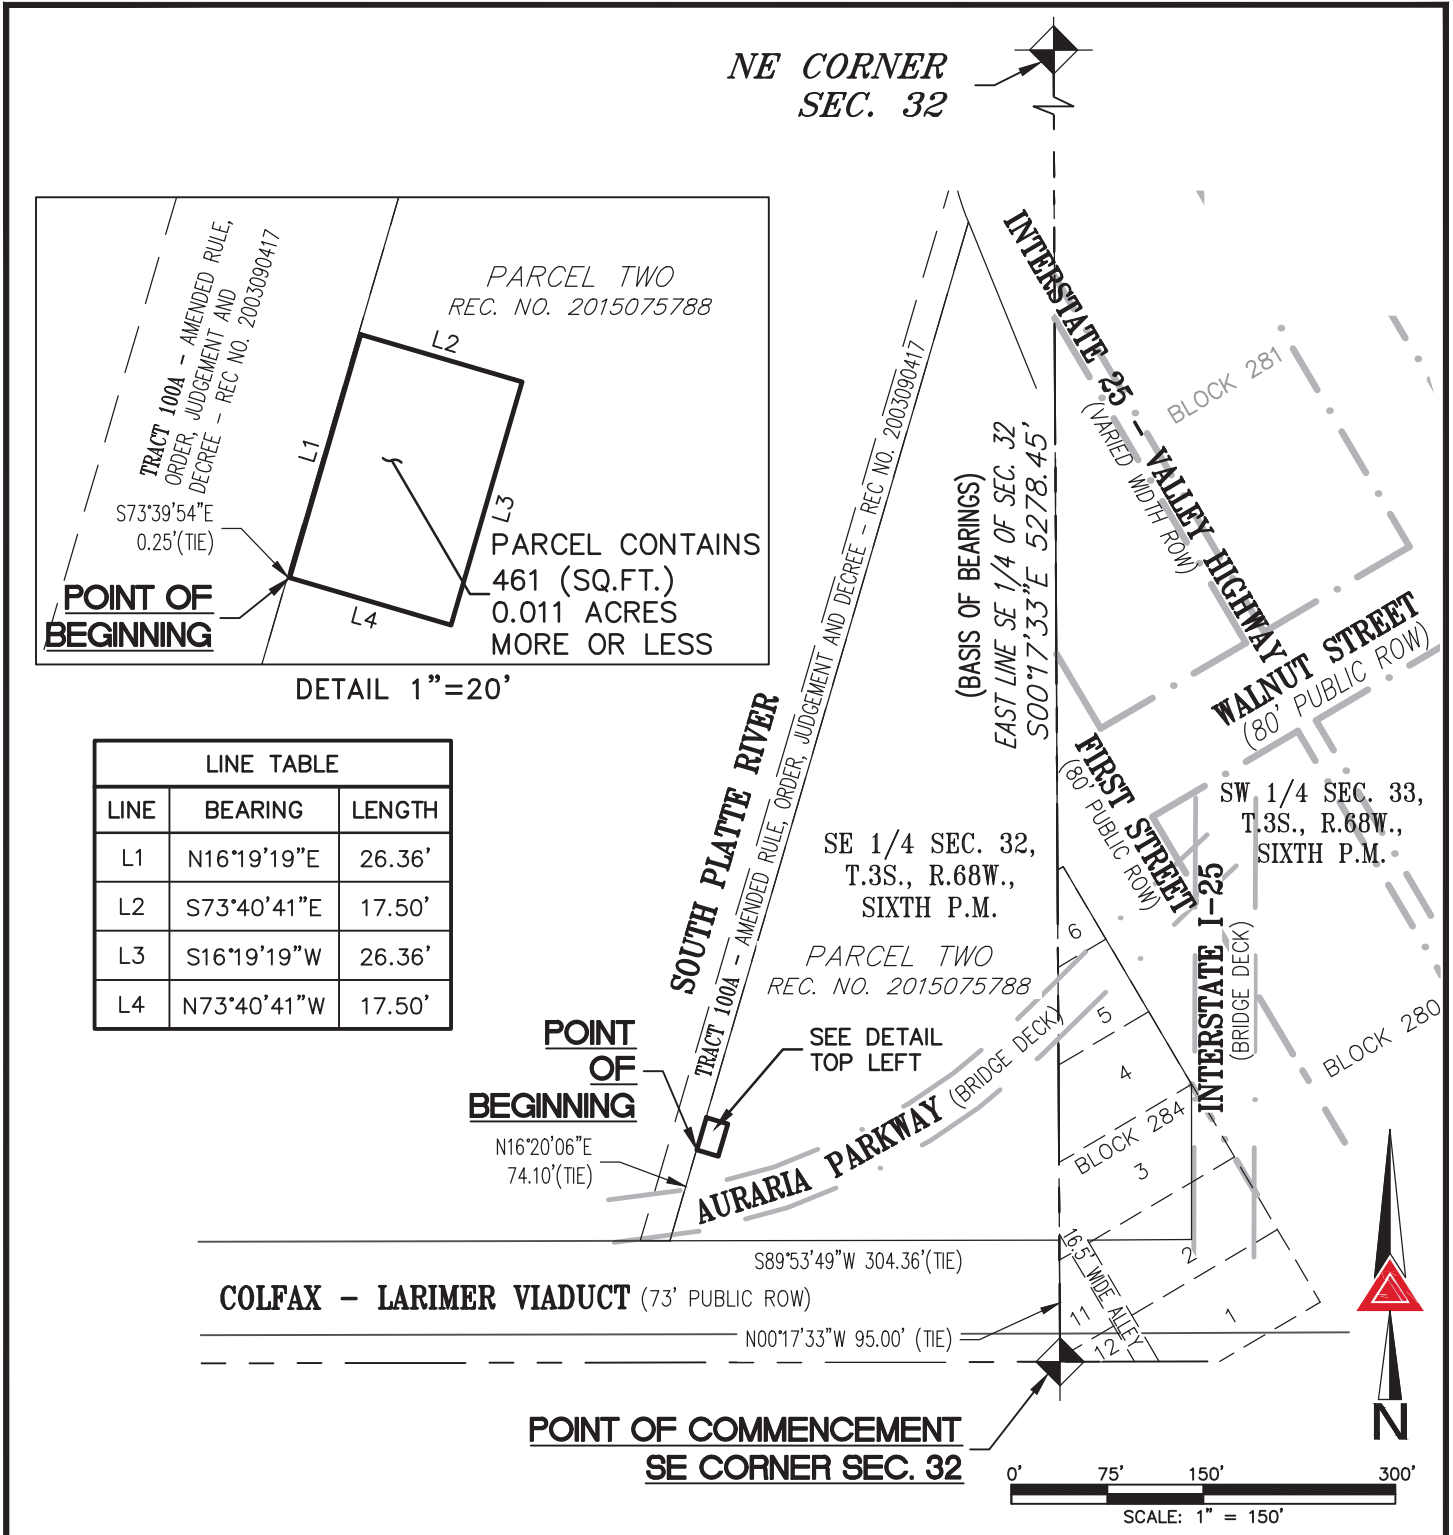 NE CORNER
SEC. 32
TRACT 100A - AMENDED RULE,
ORDER, JUDGEMENT AND
DECREE - REC NO. 2003090417
PARCEL TWO
REC. NO. 2015075788
L1
L2
L3
L4
S73°39'54"E
0.25'(TIE)
POINT OF
BEGINNING
PARCEL CONTAINS
461 (SQ.FT.)
0.011 ACRES
MORE OR LESS
DETAIL 1"=20'
LINE TABLE
LINE BEARING LENGTH
L1 N16°19'19"E 26.36'
L2 S73°40'41"E 17.50'
L3 S16°19'19"W 26.36'
L4 N73°40'41"W 17.50'
SOUTH PLATTE RIVER
TRACT 100A - AMENDED RULE, ORDER, JUDGEMENT AND DECREE - REC NO. 2003090417
(BASIS OF BEARINGS)
EAST LINE SE 1/4 OF SEC. 32
S00°17'33"E 5278.45'
INTERSTATE 25 - VALLEY HIGHWAY
(VARIED WIDTH ROW)
BLOCK 281
WALNUT STREET
(80' PUBLIC ROW)
FIRST STREET
(80' PUBLIC ROW)
SW 1/4 SEC. 33,
T.3S., R.68W.,
SIXTH P.M.
SE 1/4 SEC. 32,
T.3S., R.68W.,
SIXTH P.M.
PARCEL TWO
REC. NO. 2015075788
INTERSTATE I-25
(BRIDGE DECK)
BLOCK 280
6
5
4
BLOCK 284
3
2
1
11
12
16.5' WIDE ALLEY
POINT
OF
BEGINNING
SEE DETAIL
TOP LEFT
N16°20'06"E
74.10'(TIE)
AURARIA PARKWAY (BRIDGE DECK)
S89°53'49"W 304.36'(TIE)
COLFAX - LARIMER VIADUCT (73' PUBLIC ROW)
N00°17'33"W 95.00' (TIE)
POINT OF COMMENCEMENT
SE CORNER SEC. 32
N
0' 75' 150' 300'
SCALE: 1" = 150'